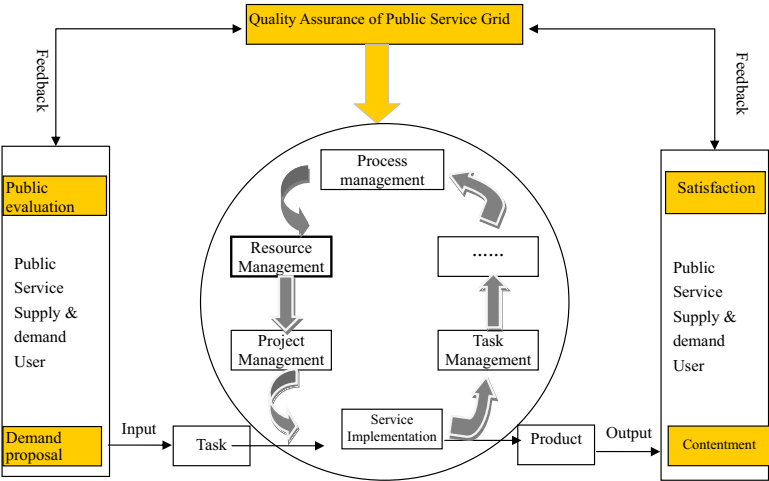 Quality Assurance of Public Service Grid
Feedback
Feedback
Public
evaluation
Public
Service
Supply &
demand
User
Demand
proposal
Input
Task
Process
management
Resource
Management
Project
Management
Service
Implementation
Task
Management
······
Product
Output
Satisfaction
Public
Service
Supply &
demand
User
Contentment